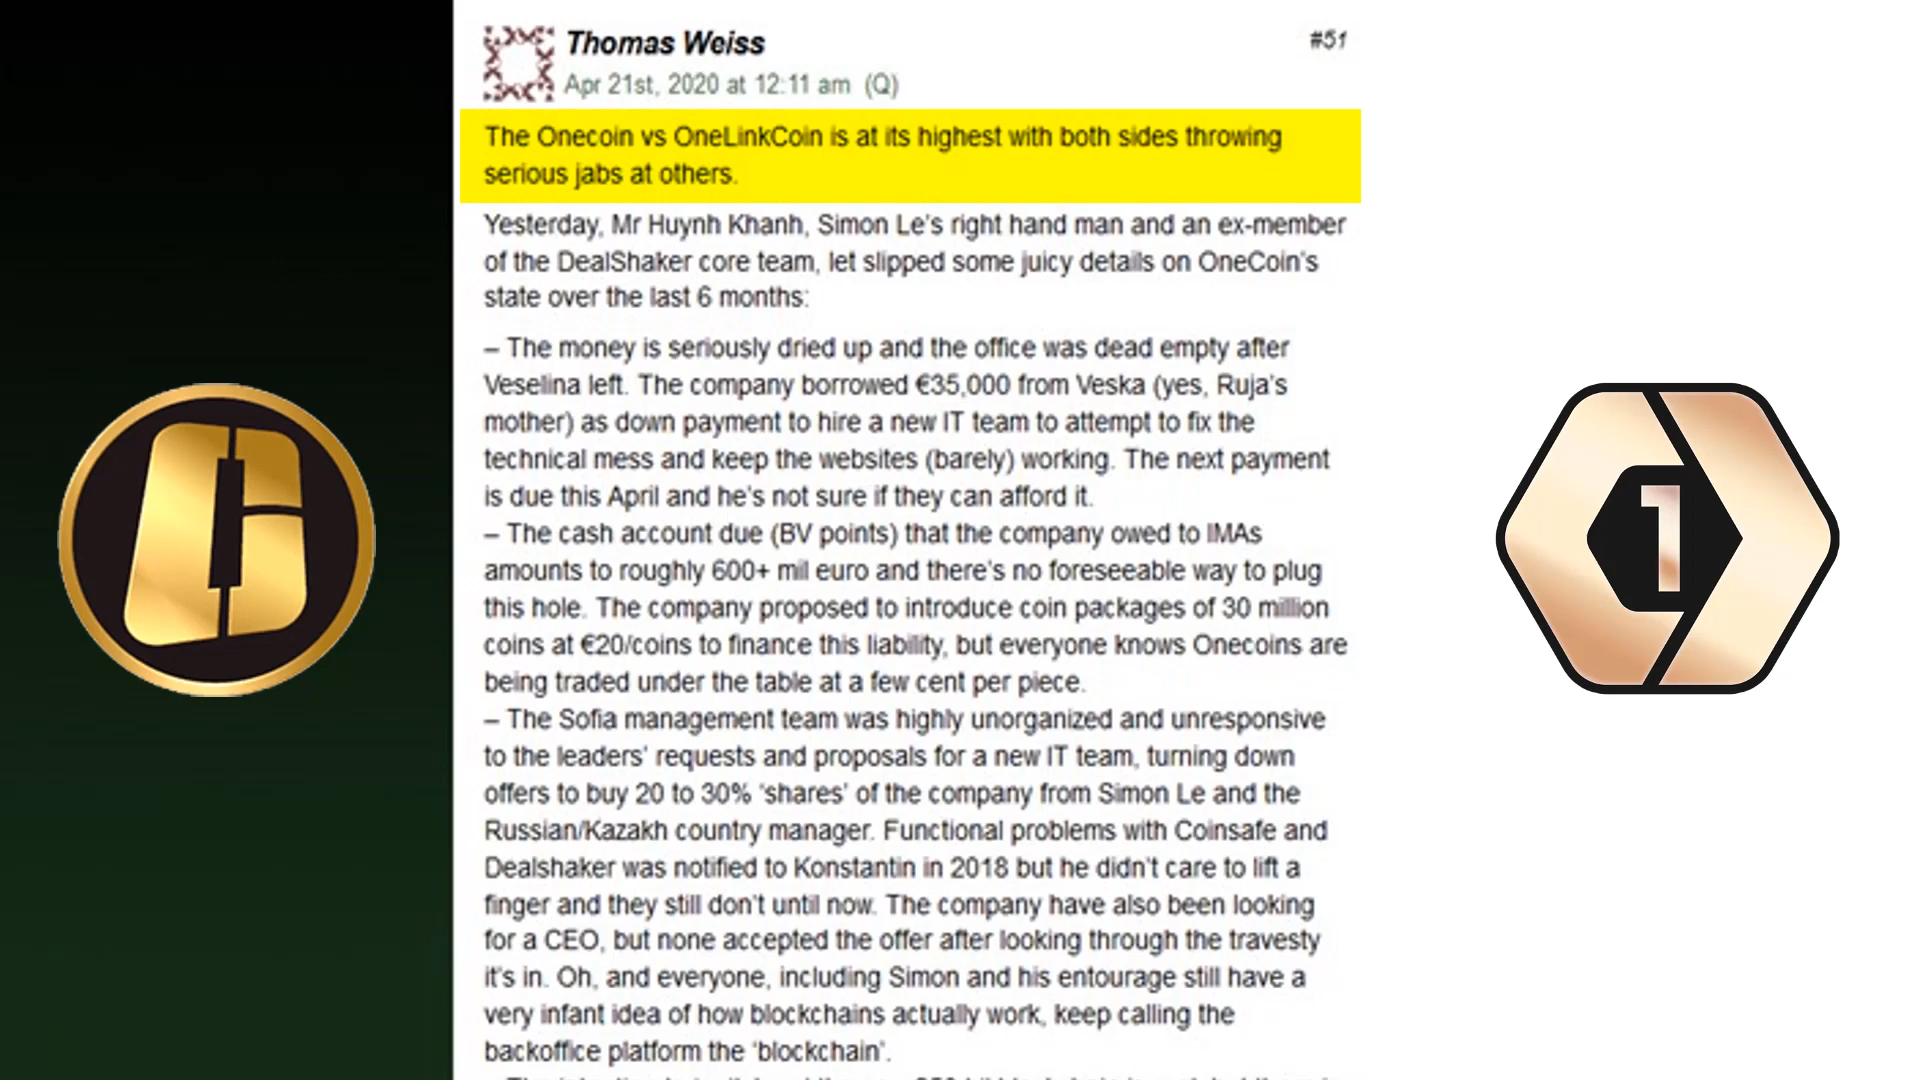 Thomas Weiss
#51
Apr 21st, 2020 at 12:11 am (Q)
The Onecoin vs OneLinkCoin is at its highest with both sides throwing
serious jabs at others.
Yesterday, Mr Huynh Khanh, Simon Le's right hand man and an ex-member
of the DealShaker core team, let slipped some juicy details on OneCoin's
state over the last 6 months:
– The money is seriously dried up and the office was dead empty after
Veselina left. The company borrowed €35,000 from Veska (yes, Ruja's
mother) as down payment to hire a new IT team to attempt to fix the
technical mess and keep the websites (barely) working. The next payment
is due this April and he's not sure if they can afford it.
– The cash account due (BV points) that the company owed to IMAs
amounts to roughly 600+ mil euro and there's no foreseeable way to plug
this hole. The company proposed to introduce coin packages of 30 million
coins at €20/coins to finance this liability, but everyone knows Onecoins are
being traded under the table at a few cent per piece.
– The Sofia management team was highly unorganized and unresponsive
to the leaders' requests and proposals for a new IT team, turning down
offers to buy 20 to 30% 'shares' of the company from Simon Le and the
Russian/Kazakh country manager. Functional problems with Coinsafe and
Dealshaker was notified to Konstantin in 2018 but he didn't care to lift a
finger and they still don't until now. The company have also been looking
for a CEO, but none accepted the offer after looking through the travesty
it's in. Oh, and everyone, including Simon and his entourage still have a
very infant idea of how blockchains actually work, keep calling the
backoffice platform the 'blockchain'.
1